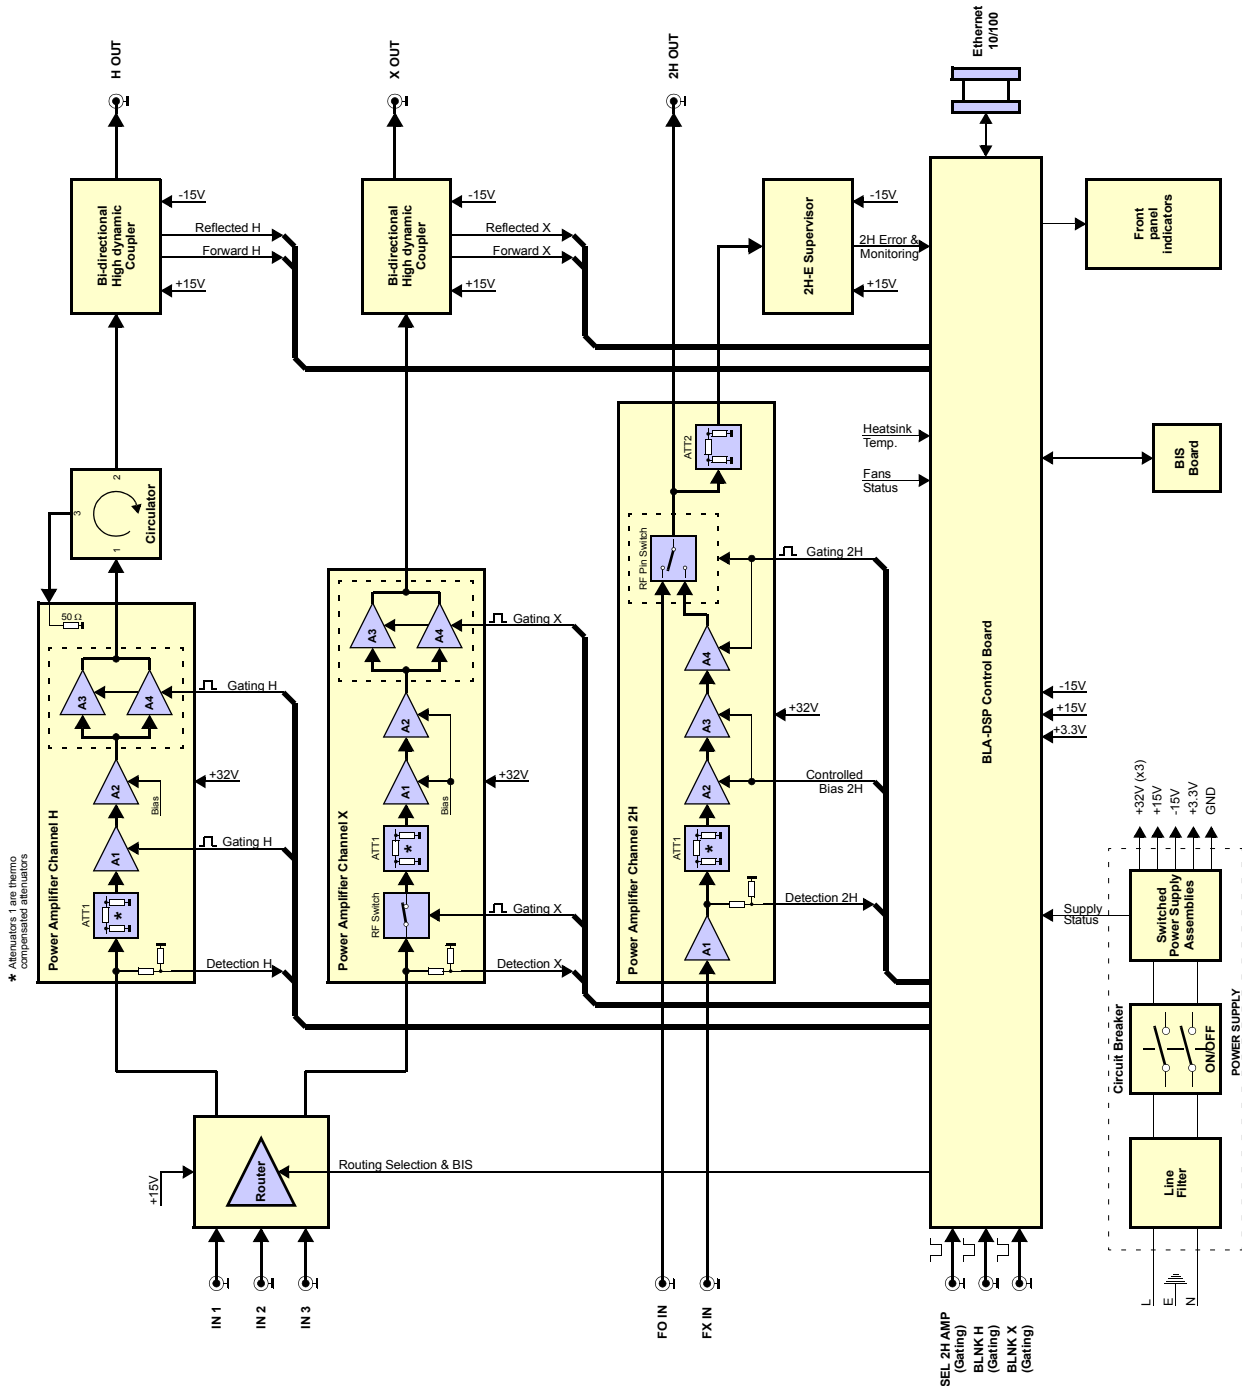 H OUT
X OUT
2H OUT
Ethernet
10/100
Bi-directional
High dynamic
Coupler
-15V
Reflected H
Forward H
+15V
Bi-directional
High dynamic
Coupler
-15V
Reflected X
Forward X
+15V
2H-E Supervisor
-15V
2H Error &
Monitoring
+15V
Front
panel
indicators
Circulator
1
2
3
Heatsink
Temp.
Fans
Status
BIS
Board
Power Amplifier Channel H
50 Ω
A3
A4
Gating H
A2
Bias
+32V
A1
Gating H
ATT1
*
Detection H
* Attenuators 1 are thermo
compensated attenuators
Power Amplifier Channel X
A3
A4
Gating X
A2
A1
Bias
+32V
ATT1
*
RF Switch
Gating X
Detection X
Power Amplifier Channel 2H
ATT2
RF Pin Switch
Gating 2H
A4
A3
+32V
A2
Controlled
Bias 2H
ATT1
*
Detection 2H
A1
BLA-DSP Control Board
-15V
+15V
+3.3V
+32V (x3)
+15V
-15V
+3.3V
GND
Supply
Status
Switched
Power Supply
Assemblies
Circuit Breaker
ON/OFF
POWER SUPPLY
Line
Filter
L
E
N
+15V
Router
Routing Selection & BIS
IN 1
IN 2
IN 3
FO IN
FX IN
SEL 2H AMP
(Gating)
BLNK H
(Gating)
BLNK X
(Gating)